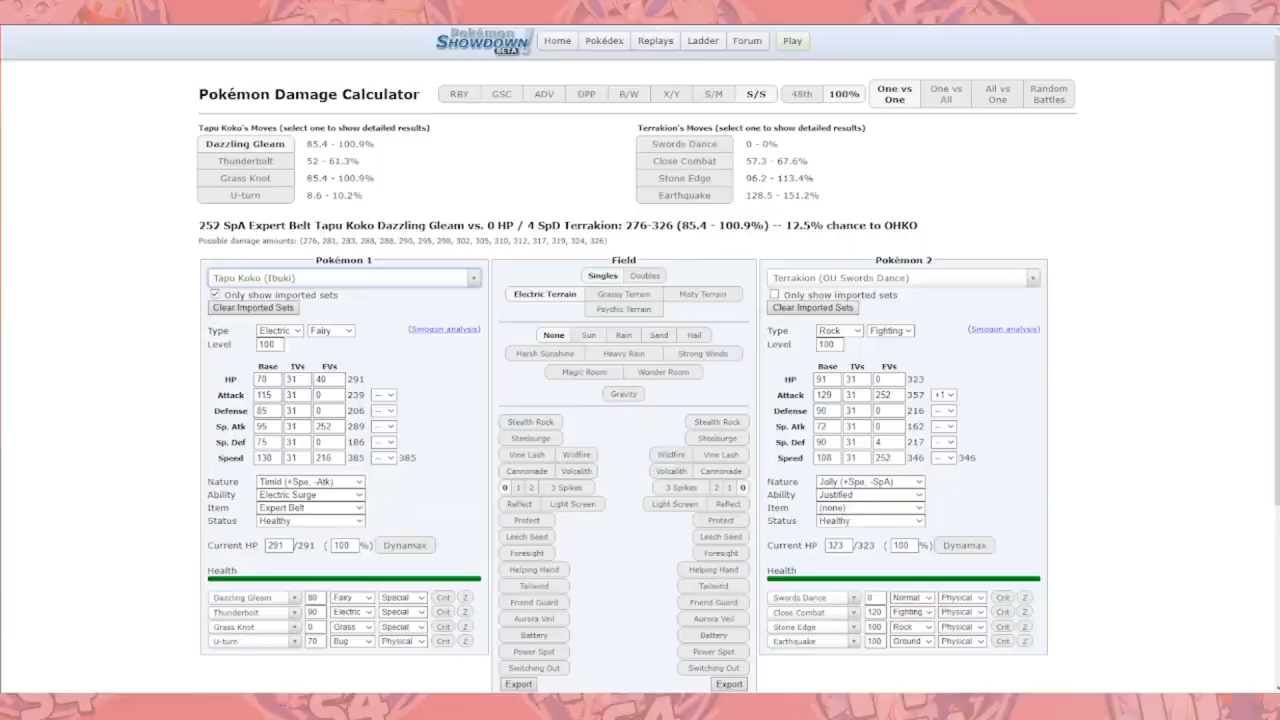 Pokémon
SHOWDOWN
BETA
Home Pokédex Replays Ladder Forum Play
Pokémon Damage Calculator
RBY GSC ADV DPP B/W X/Y S/M S/S 48th 100% One vs One One vs All All vs One Random Battles
Tapu Koko's Moves (select one to show detailed results)
Dazzling Gleam 85.4 - 100.9%
Thunderbolt 52 - 61.3%
Grass Knot 85.4 - 100.9%
U-turn 8.6 - 10.2%
Terrakion's Moves (select one to show detailed results)
Swords Dance 0 - 0%
Close Combat 57.3 - 67.6%
Stone Edge 96.2 - 113.4%
Earthquake 128.5 - 151.2%
252 SpA Expert Belt Tapu Koko Dazzling Gleam vs. 0 HP / 4 SpD Terrakion: 276-326 (85.4 - 100.9%) -- 12.5% chance to OHKO
Possible damage amounts: (276, 281, 283, 288, 288, 290, 295, 298, 302, 305, 310, 312, 317, 319, 324, 326)
Pokémon 1
Tapu Koko (Ibuki)
Only show imported sets
Clear Imported Sets
Type Electric Fairy (Smogon analysis)
Level 100
Base IVs EVs
HP 70 31 40 291
Attack 115 31 0 239 --
Defense 85 31 0 206 --
Sp. Atk 95 31 252 289 --
Sp. Def 75 31 0 186 --
Speed 130 31 216 385 -- 385
Nature Timid (+Spe, -Atk)
Ability Electric Surge
Item Expert Belt
Status Healthy
Current HP 291 /291 ( 100 %) Dynamax
Health
Dazzling Gleam 80 Fairy Special Crit Z
Thunderbolt 90 Electric Special Crit Z
Grass Knot 0 Grass Special Crit Z
U-turn 70 Bug Physical Crit Z
Field
Singles Doubles
Electric Terrain Grassy Terrain Misty Terrain
Psychic Terrain
None Sun Rain Sand Hail
Harsh Sunshine Heavy Rain Strong Winds
Magic Room Wonder Room
Gravity
Stealth Rock Stealth Rock
Steelsurge Steelsurge
Vine Lash Wildfire Wildfire Vine Lash
Cannonade Volcalith Volcalith Cannonade
0 1 2 3 Spikes 3 Spikes 2 1 0
Reflect Light Screen Light Screen Reflect
Protect Protect
Leech Seed Leech Seed
Foresight Foresight
Helping Hand Helping Hand
Tailwind Tailwind
Friend Guard Friend Guard
Aurora Veil Aurora Veil
Battery Battery
Power Spot Power Spot
Switching Out Switching Out
Export Export
Pokémon 2
Terrakion (OU Swords Dance)
Only show imported sets
Clear Imported Sets
Type Rock Fighting (Smogon analysis)
Level 100
Base IVs EVs
HP 91 31 0 323
Attack 129 31 252 357 +1
Defense 90 31 0 216 --
Sp. Atk 72 31 0 162 --
Sp. Def 90 31 4 217 --
Speed 108 31 252 346 -- 346
Nature Jolly (+Spe, -SpA)
Ability Justified
Item (none)
Status Healthy
Current HP 323 /323 ( 100 %) Dynamax
Health
Swords Dance 0 Normal Physical Crit Z
Close Combat 120 Fighting Physical Crit Z
Stone Edge 100 Rock Physical Crit Z
Earthquake 100 Ground Physical Crit Z